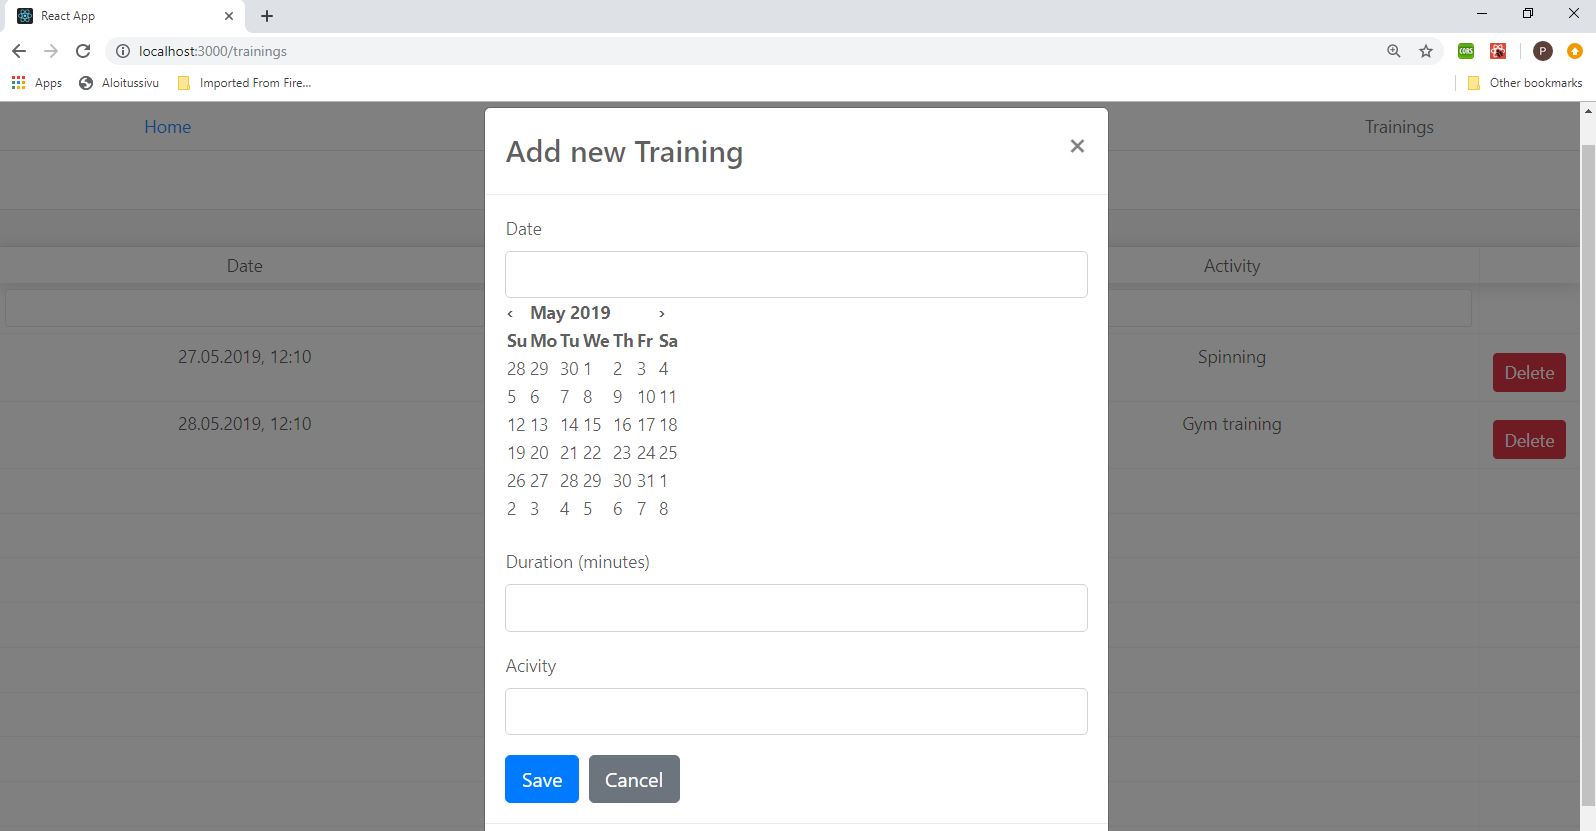 React App
localhost:3000/trainings
CORS
P
Apps
Aloitussivu
Imported From Fire...
Other bookmarks
Home
Trainings
Add new Training
×
Date
‹ May 2019 ›
Su Mo Tu We Th Fr Sa
28 29 30 1 2 3 4
5 6 7 8 9 10 11
12 13 14 15 16 17 18
19 20 21 22 23 24 25
26 27 28 29 30 31 1
2 3 4 5 6 7 8
Duration (minutes)
Acivity
Save
Cancel
Date
Activity
27.05.2019, 12:10
Spinning
Delete
28.05.2019, 12:10
Gym training
Delete